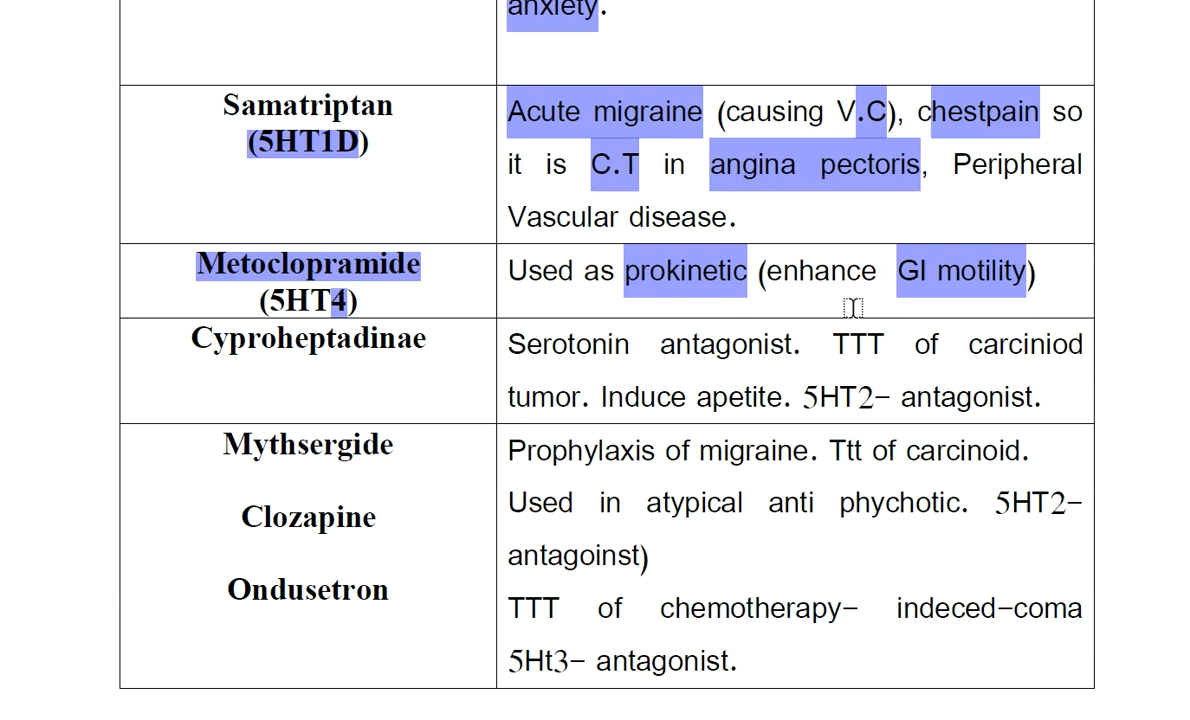 anxiety.
Samatriptan
(5HT1D)
Acute migraine (causing V.C), chestpain so
it is C.T in angina pectoris, Peripheral
Vascular disease.
Metoclopramide
(5HT4)
Used as prokinetic (enhance GI motility)
Cyproheptadinae
Serotonin antagonist. TTT of carciniod
tumor. Induce apetite. 5HT2- antagonist.
Mythsergide
Clozapine
Ondusetron
Prophylaxis of migraine. Ttt of carcinoid.
Used in atypical anti phychotic. 5HT2-
antagoinst)
TTT of chemotherapy- indeced-coma
5Ht3- antagonist.